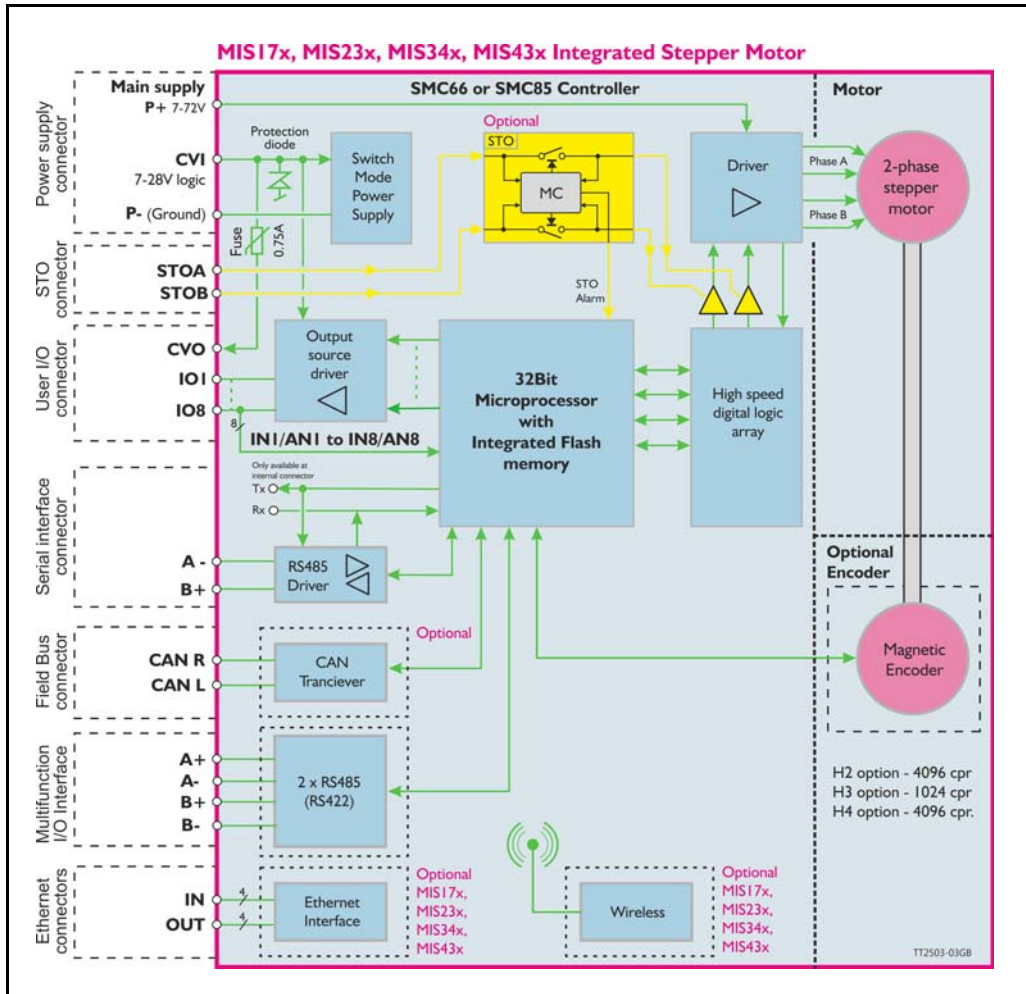 MIS17x, MIS23x, MIS34x, MIS43x Integrated Stepper Motor
Power supply
connector
Main supply
P+ 7-72V
CVI
7-28V logic
P- (Ground)
Protection
diode
Fuse
0.75A
Switch
Mode
Power
Supply
SMC66 or SMC85 Controller
Optional
STO
MC
STO
Alarm
Driver
Motor
Phase A
Phase B
2-phase
stepper
motor
STO
connector
STOA
STOB
User I/O
connector
CVO
IO1
IO8
8
Output
source
driver
IN1/AN1 to IN8/AN8
32Bit
Microprocessor
with
Integrated Flash
memory
High speed
digital logic
array
Only available at
internal connector
Tx
Rx
Serial interface
connector
A -
B+
RS485
Driver
Optional
Encoder
Magnetic
Encoder
H2 option - 4096 cpr
H3 option - 1024 cpr
H4 option - 4096 cpr.
Field Bus
connector
CAN R
CAN L
CAN
Tranciever
Optional
Multifunction
I/O Interface
A+
A-
B+
B-
2 x RS485
(RS422)
Ethernet
connectors
IN
OUT
4
4
Ethernet
Interface
Optional
MIS17x,
MIS23x,
MIS34x,
MIS43x
Wireless
Optional
MIS17x,
MIS23x,
MIS34x,
MIS43x
TT2503-03GB